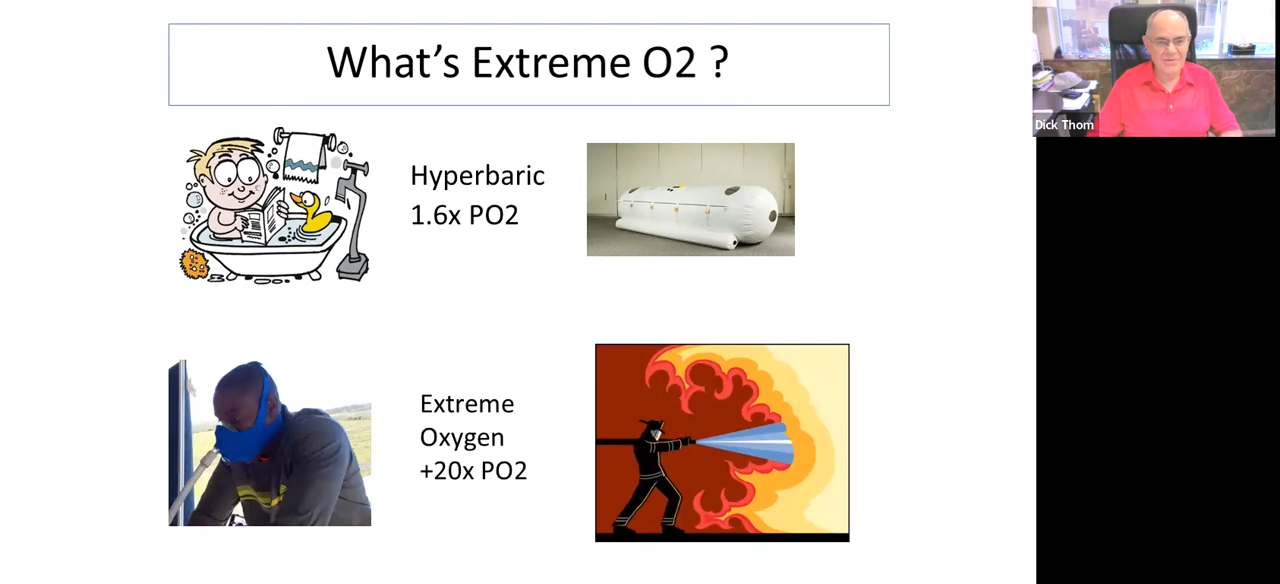 What's Extreme O2 ?
Dick Thom
Hyperbaric
1.6x PO2
Extreme
Oxygen
+20x PO2